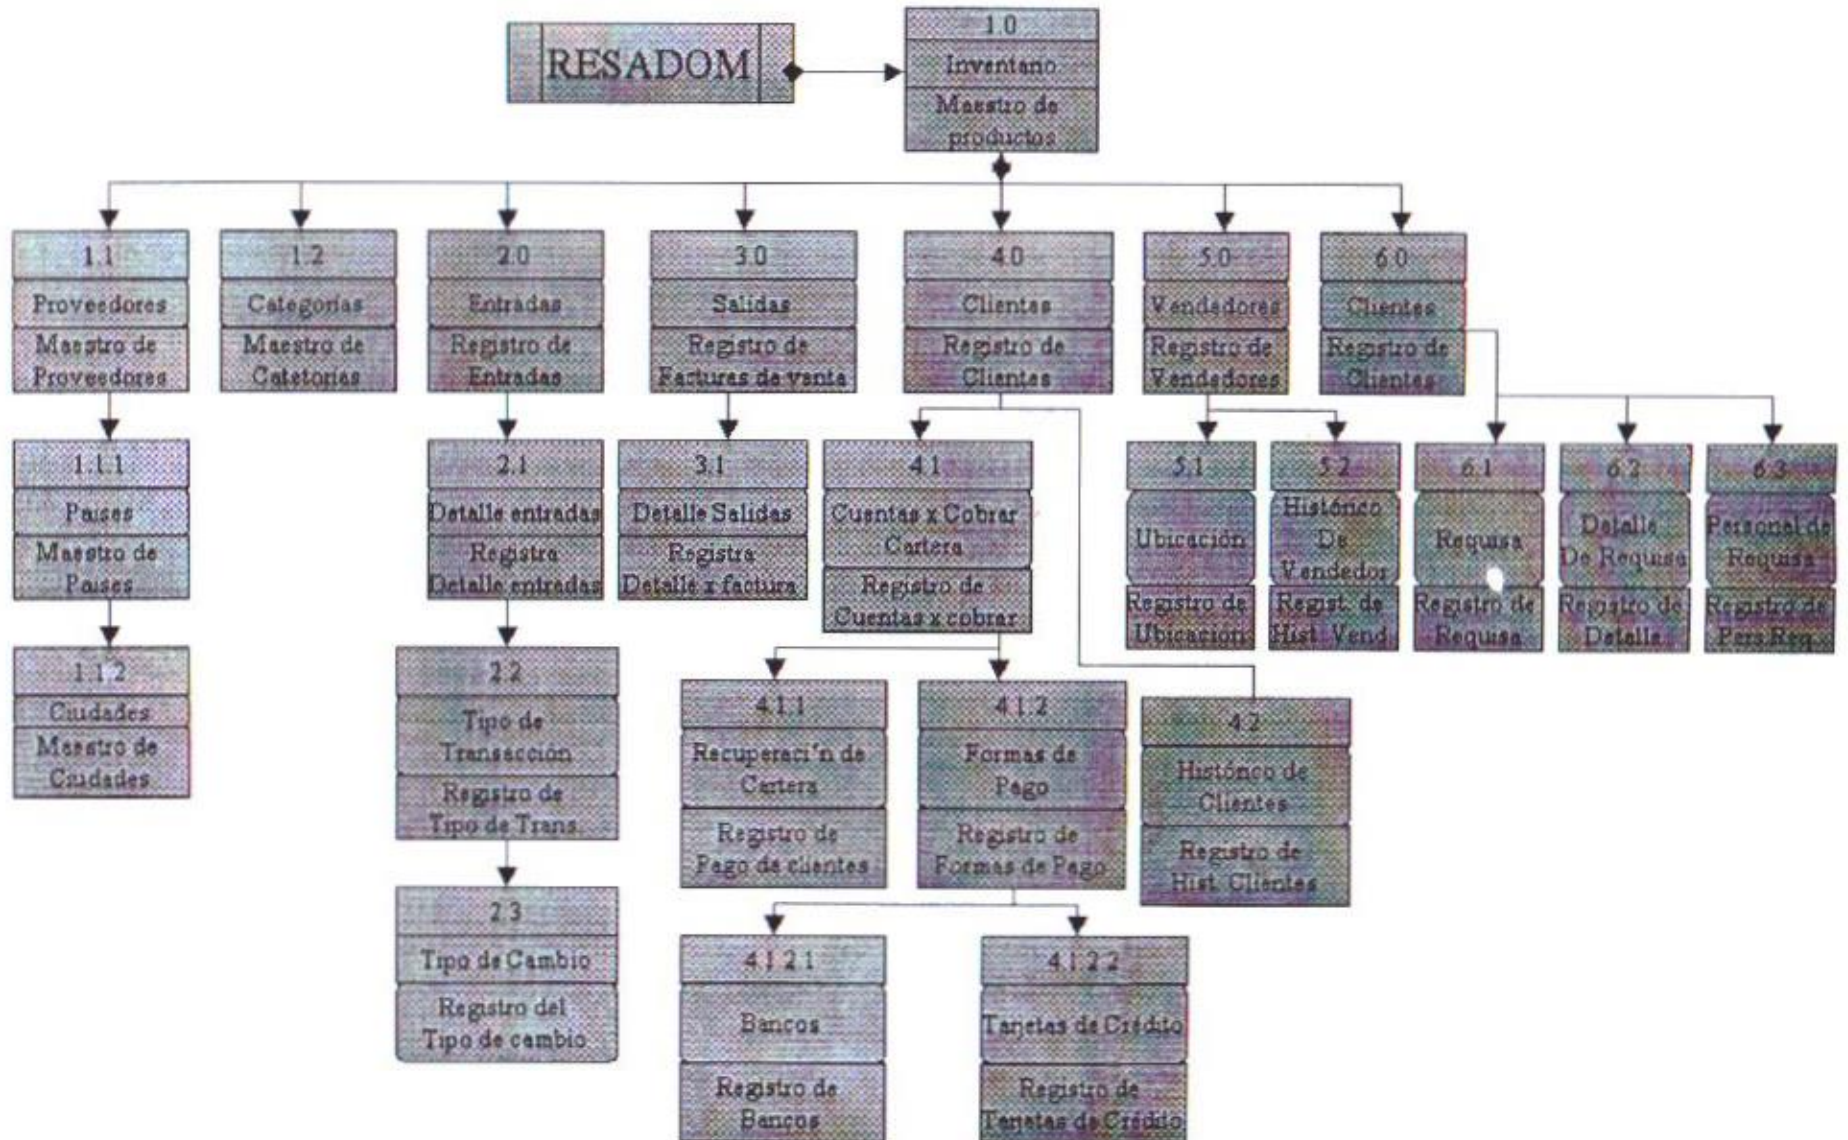 RESADOM
1.0
Inventario
Maestro de
productos
1.1
Proveedores
Maestro de
Proveedores
1.2
Categorías
Maestro de
Catetorías
2.0
Entradas
Registro de
Entradas
3.0
Salidas
Registro de
Facturas de venta
4.0
Clientes
Registro de
Clientes
5.0
Vendedores
Registro de
Vendedores
6.0
Clientes
Registro de
Clientes
1.1.1
Países
Maestro de
Países
2.1
Detalle entradas
Registra
Detalle entradas
3.1
Detalle Salidas
Registra
Detalle x factura
4.1
Cuentas x Cobrar
Cartera
Registro de
Cuentas x cobrar
5.1
Ubicación
Registro de
Ubicación
5.2
Histórico
De
Vendedor
Regist. de
Hist. Vend.
6.1
Requisa
Registro de
Requisa
6.2
Detalle
De Requisa
Registro de
Detalle
6.3
Personal de
Requisa
Registro de
Pers.Req.
1.1.2
Ciudades
Maestro de
Ciudades
2.2
Tipo de
Transacción
Registro de
Tipo de Trans.
4.1.1
Recuperaci´n de
Cartera
Registro de
Pago de clientes
4.1.2
Formas de
Pago
Registro de
Formas de Pago
4.2
Histórico de
Clientes
Registro de
Hist. Clientes
2.3
Tipo de Cambio
Registro del
Tipo de cambio
4.1.2.1
Bancos
Registro de
Bancos
4.1.2.2
Tarjetas de Crédito
Registro de
Tarjetas de Crédito